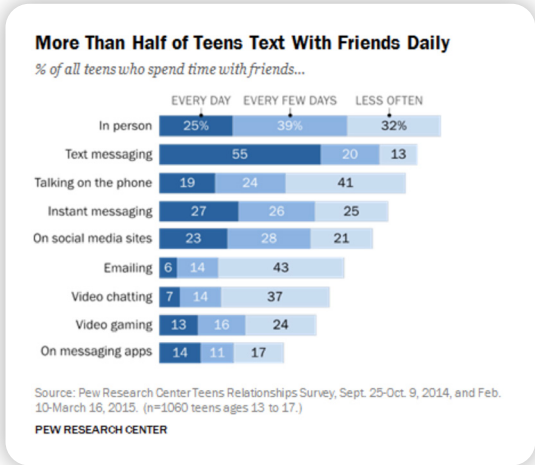 More Than Half of Teens Text With Friends Daily
% of all teens who spend time with friends...
EVERY DAY EVERY FEW DAYS LESS OFTEN
In person 25% 39% 32%
Text messaging 55 20 13
Talking on the phone 19 24 41
Instant messaging 27 26 25
On social media sites 23 28 21
Emailing 6 14 43
Video chatting 7 14 37
Video gaming 13 16 24
On messaging apps 14 11 17
Source: Pew Research Center Teens Relationships Survey, Sept. 25-Oct. 9, 2014, and Feb.
10-March 16, 2015. (n=1060 teens ages 13 to 17.)
PEW RESEARCH CENTER